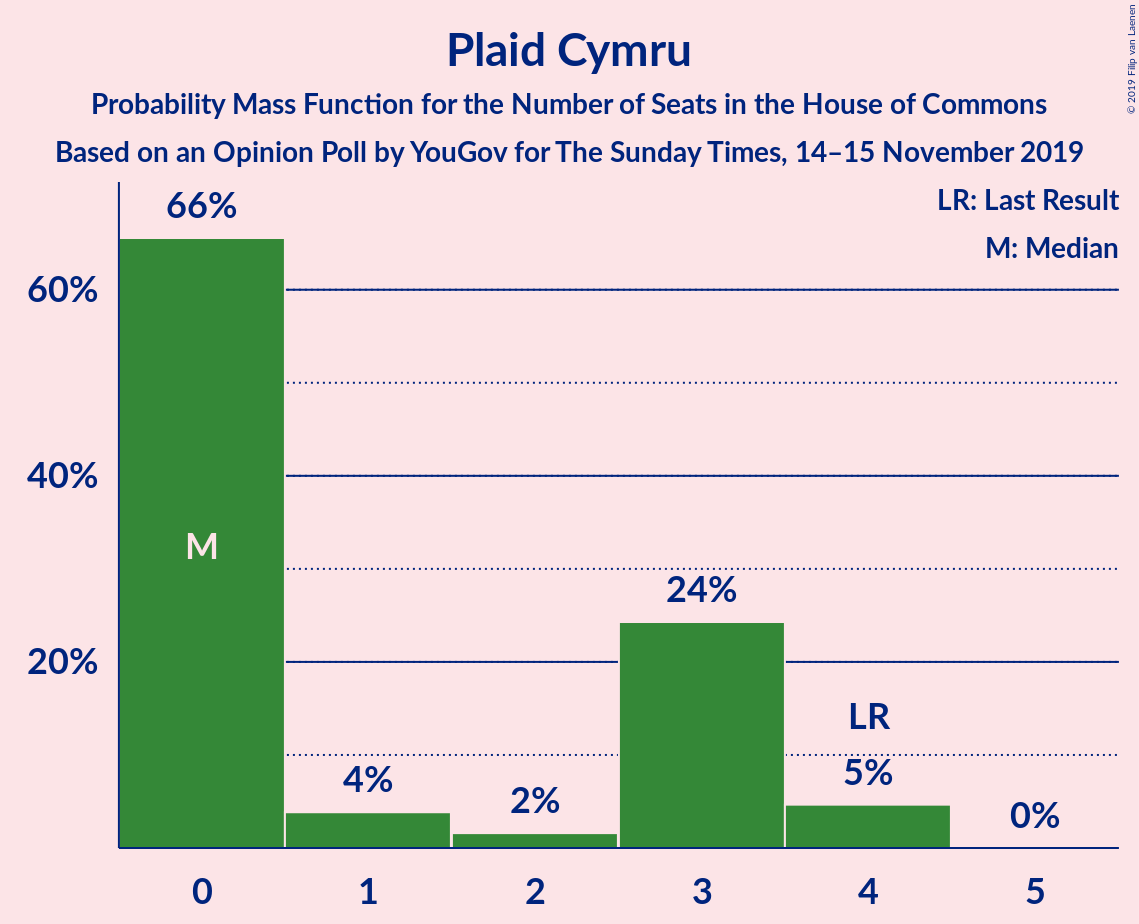 Plaid Cymru
Probability Mass Function for the Number of Seats in the House of Commons
Based on an Opinion Poll by YouGov for The Sunday Times, 14–15 November 2019
© 2019 Filip van Laenen
LR: Last Result
M: Median
66%
60%
M
40%
24%
20%
LR
4%
2%
5%
0%
0 1 2 3 4 5